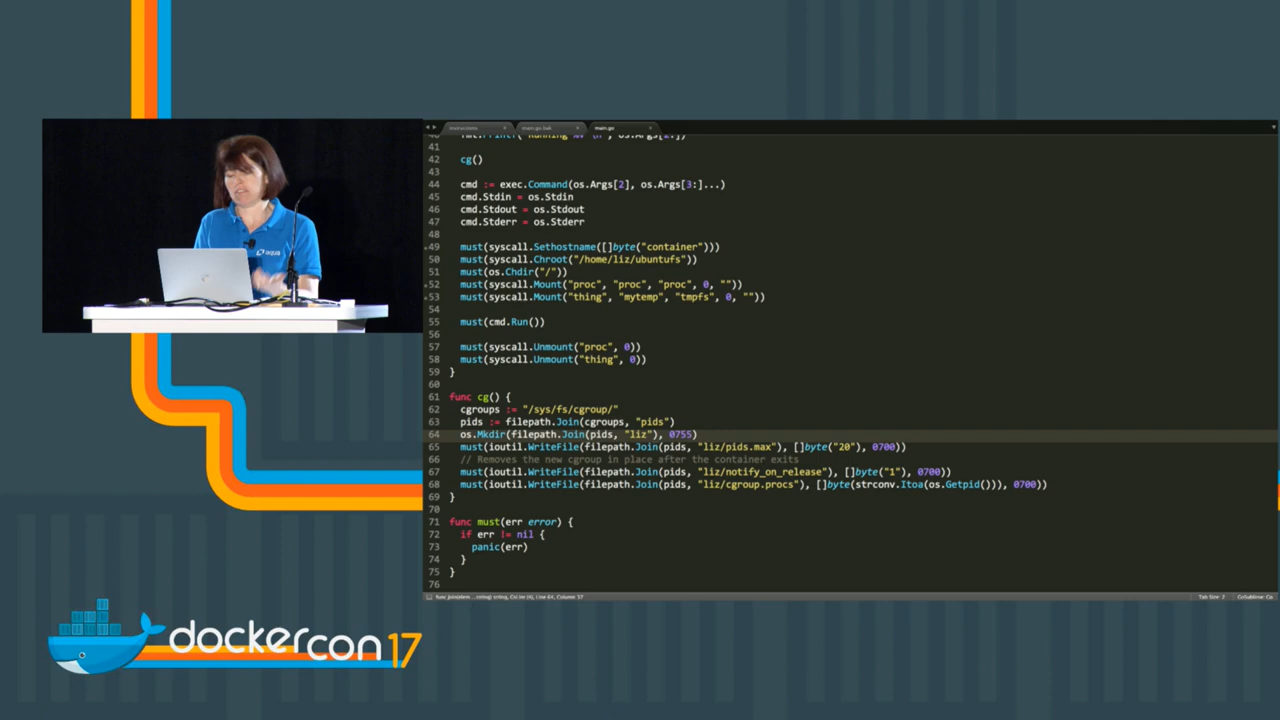 main.go
41
42 cg()
43
44 cmd := exec.Command(os.Args[2], os.Args[3:]...)
45 cmd.Stdin = os.Stdin
46 cmd.Stdout = os.Stdout
47 cmd.Stderr = os.Stderr
48
49 must(syscall.Sethostname([]byte("container")))
50 must(syscall.Chroot("/home/liz/ubuntufs"))
51 must(os.Chdir("/"))
52 must(syscall.Mount("proc", "proc", "proc", 0, ""))
53 must(syscall.Mount("thing", "mytemp", "tmpfs", 0, ""))
54
55 must(cmd.Run())
56
57 must(syscall.Unmount("proc", 0))
58 must(syscall.Unmount("thing", 0))
59 }
60
61 func cg() {
62 cgroups := "/sys/fs/cgroup/"
63 pids := filepath.Join(cgroups, "pids")
64 os.Mkdir(filepath.Join(pids, "liz"), 0755)
65 must(ioutil.WriteFile(filepath.Join(pids, "liz/pids.max"), []byte("20"), 0700))
66 // Removes the new cgroup in place after the container exits
67 must(ioutil.WriteFile(filepath.Join(pids, "liz/notify_on_release"), []byte("1"), 0700))
68 must(ioutil.WriteFile(filepath.Join(pids, "liz/cgroup.procs"), []byte(strconv.Itoa(os.Getpid())), 0700))
69 }
70
71 func must(err error) {
72 if err != nil {
73 panic(err)
74 }
75 }
76
Tab Size: 2
aqua
dockercon 17